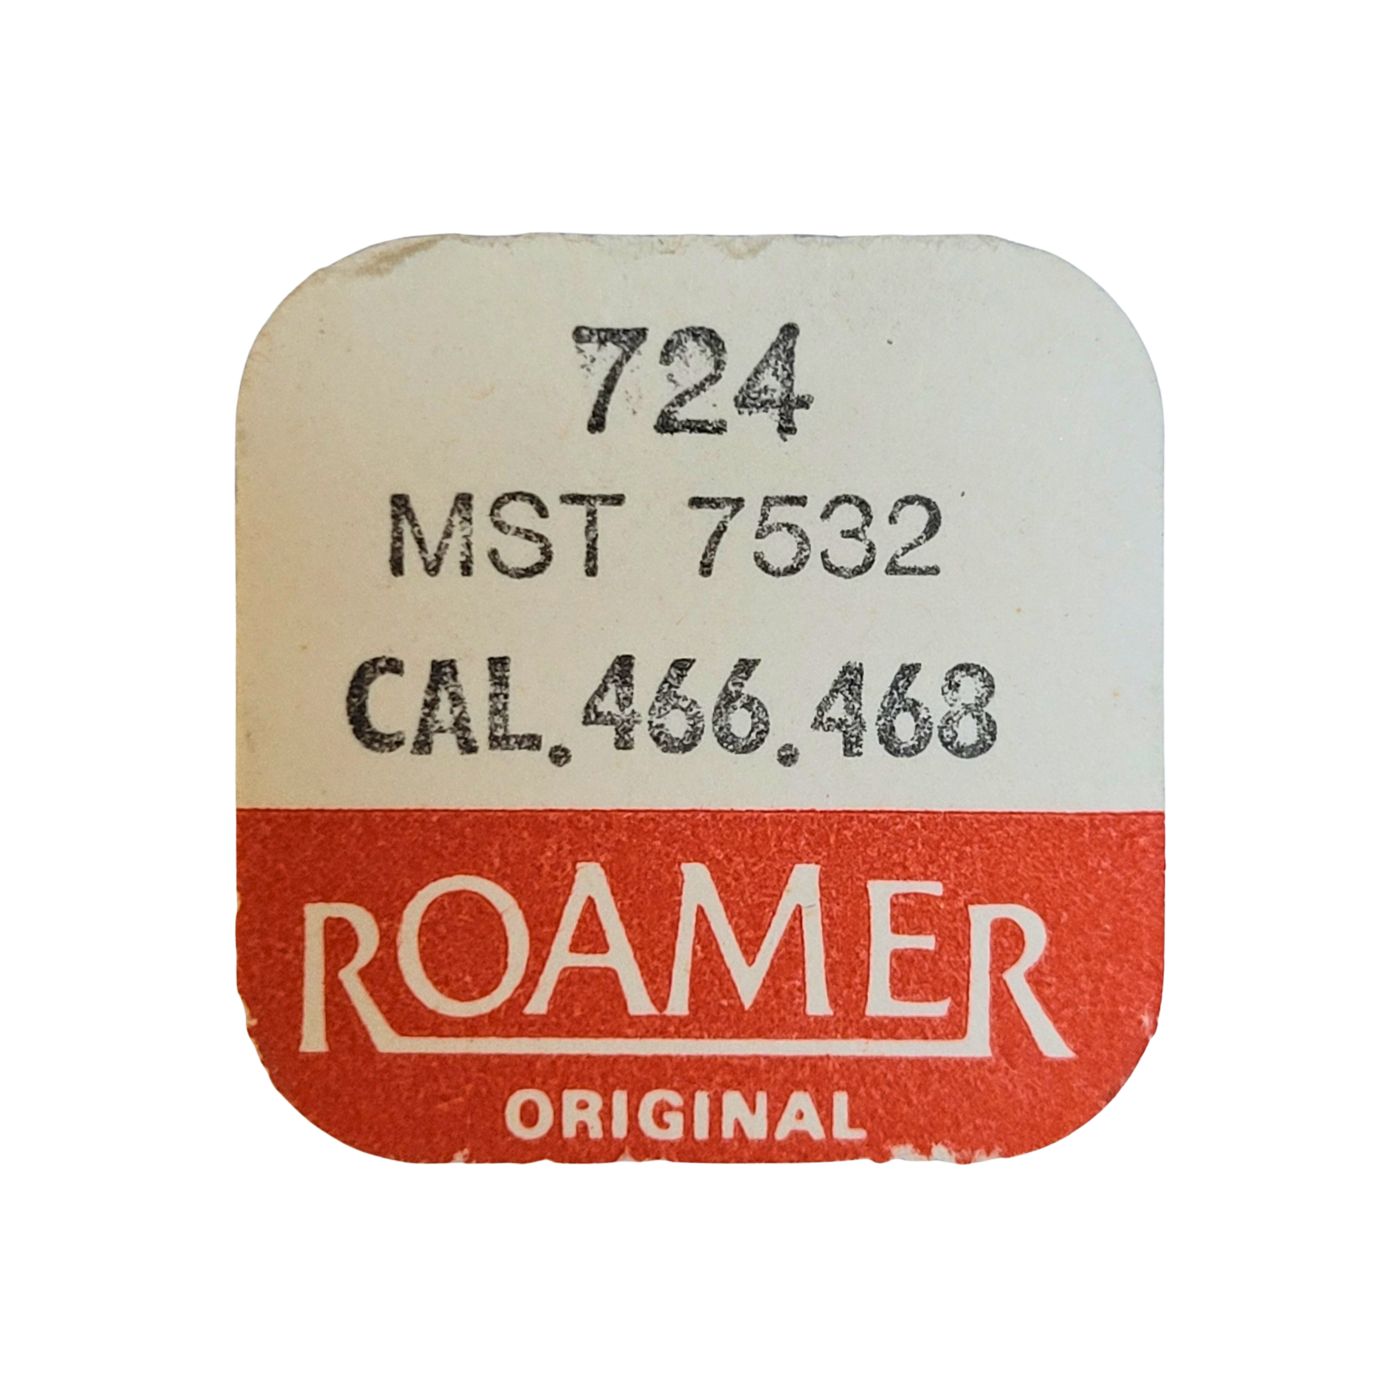 724
MST 7532
CAL.466.468
ROAMER
ORIGINAL